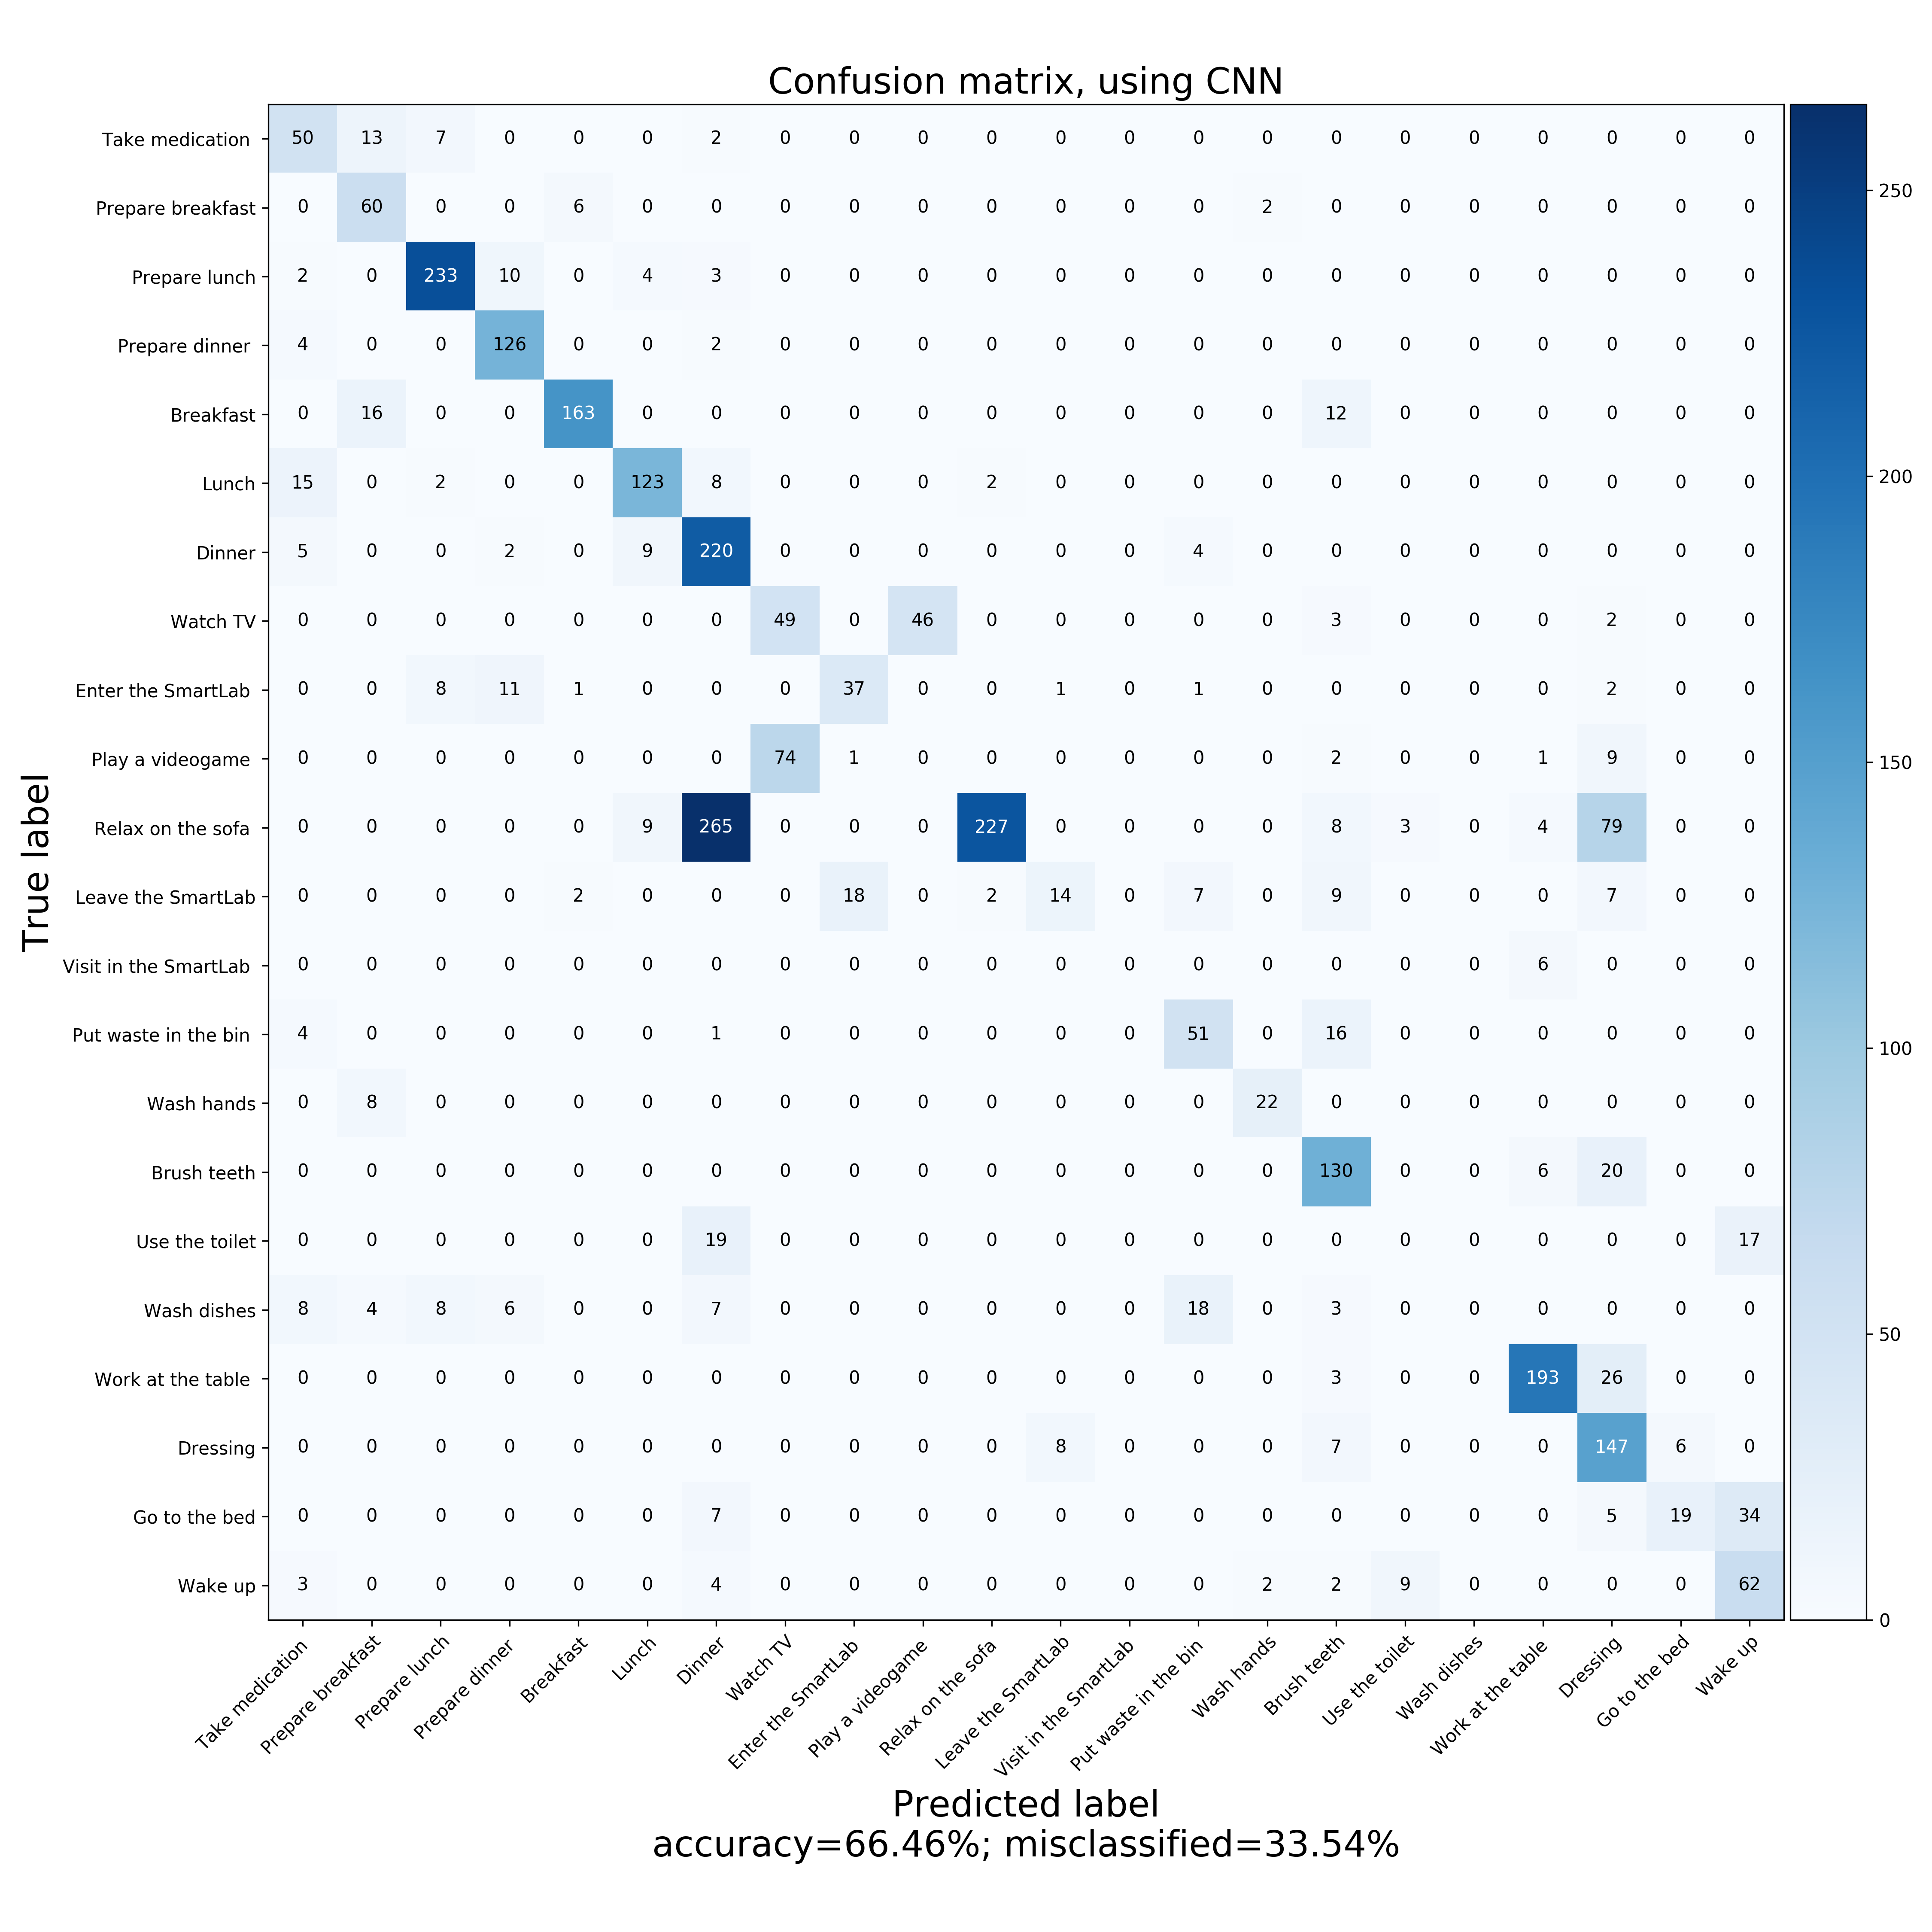 Confusion matrix, using CNN
Take medication 50 13 7 0 0 0 2 0 0 0 0 0 0 0 0 0 0 0 0 0 0 0
Prepare breakfast 0 60 0 0 6 0 0 0 0 0 0 0 0 0 2 0 0 0 0 0 0 0
Prepare lunch 2 0 233 10 0 4 3 0 0 0 0 0 0 0 0 0 0 0 0 0 0 0
Prepare dinner 4 0 0 126 0 0 2 0 0 0 0 0 0 0 0 0 0 0 0 0 0 0
Breakfast 0 16 0 0 163 0 0 0 0 0 0 0 0 0 0 12 0 0 0 0 0 0
Lunch 15 0 2 0 0 123 8 0 0 0 2 0 0 0 0 0 0 0 0 0 0 0
Dinner 5 0 0 2 0 9 220 0 0 0 0 0 0 4 0 0 0 0 0 0 0 0
Watch TV 0 0 0 0 0 0 0 49 0 46 0 0 0 0 0 3 0 0 0 2 0 0
Enter the SmartLab 0 0 8 11 1 0 0 0 37 0 0 1 0 1 0 0 0 0 0 2 0 0
Play a videogame 0 0 0 0 0 0 0 74 1 0 0 0 0 0 0 2 0 0 1 9 0 0
Relax on the sofa 0 0 0 0 0 9 265 0 0 0 227 0 0 0 0 8 3 0 4 79 0 0
Leave the SmartLab 0 0 0 0 2 0 0 0 18 0 2 14 0 7 0 9 0 0 0 7 0 0
Visit in the SmartLab 0 0 0 0 0 0 0 0 0 0 0 0 0 0 0 0 0 0 6 0 0 0
Put waste in the bin 4 0 0 0 0 0 1 0 0 0 0 0 0 51 0 16 0 0 0 0 0 0
Wash hands 0 8 0 0 0 0 0 0 0 0 0 0 0 0 22 0 0 0 0 0 0 0
Brush teeth 0 0 0 0 0 0 0 0 0 0 0 0 0 0 0 130 0 0 6 20 0 0
Use the toilet 0 0 0 0 0 0 19 0 0 0 0 0 0 0 0 0 0 0 0 0 0 17
Wash dishes 8 4 8 6 0 0 7 0 0 0 0 0 0 18 0 3 0 0 0 0 0 0
Work at the table 0 0 0 0 0 0 0 0 0 0 0 0 0 0 0 3 0 0 193 26 0 0
Dressing 0 0 0 0 0 0 0 0 0 0 0 8 0 0 0 7 0 0 0 147 6 0
Go to the bed 0 0 0 0 0 0 7 0 0 0 0 0 0 0 0 0 0 0 0 5 19 34
Wake up 3 0 0 0 0 0 4 0 0 0 0 0 0 0 2 2 9 0 0 0 0 62
True label
Take medication
Prepare breakfast
Prepare lunch
Prepare dinner
Breakfast
Lunch
Dinner
Watch TV
Enter the SmartLab
Play a videogame
Relax on the sofa
Leave the SmartLab
Visit in the SmartLab
Put waste in the bin
Wash hands
Brush teeth
Use the toilet
Wash dishes
Work at the table
Dressing
Go to the bed
Wake up
250
200
150
100
50
0
Predicted label
accuracy=66.46%; misclassified=33.54%